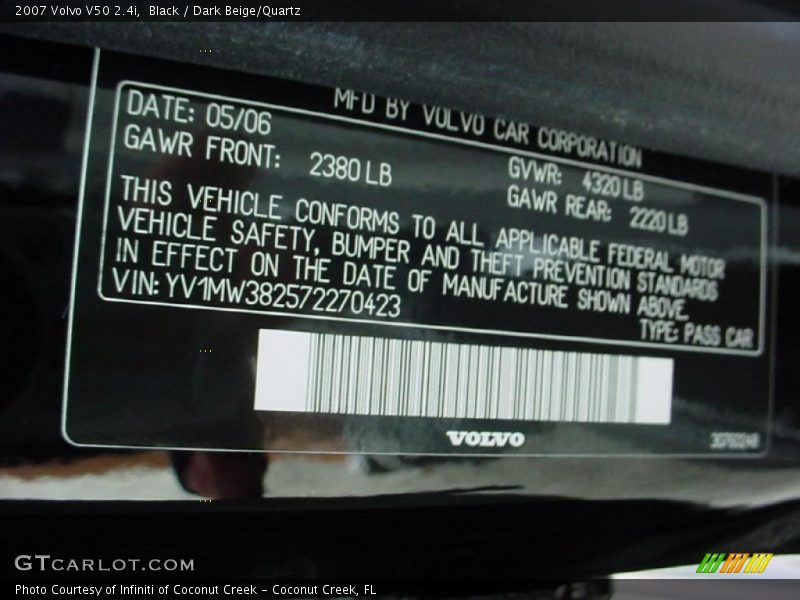 2007 Volvo V50 2.4i, Black / Dark Beige/Quartz
MFD BY VOLVO CAR CORPORATION
DATE: 05/06
GAWR FRONT: 2380 LB
GVWR: 4320 LB
GAWR REAR: 2220 LB
THIS VEHICLE CONFORMS TO ALL APPLICABLE FEDERAL MOTOR
VEHICLE SAFETY, BUMPER AND THEFT PREVENTION STANDARDS
IN EFFECT ON THE DATE OF MANUFACTURE SHOWN ABOVE.
VIN: YV1MW382572270423
TYPE: PASS CAR
VOLVO
GTCARLOT.COM
Photo Courtesy of Infiniti of Coconut Creek – Coconut Creek, FL